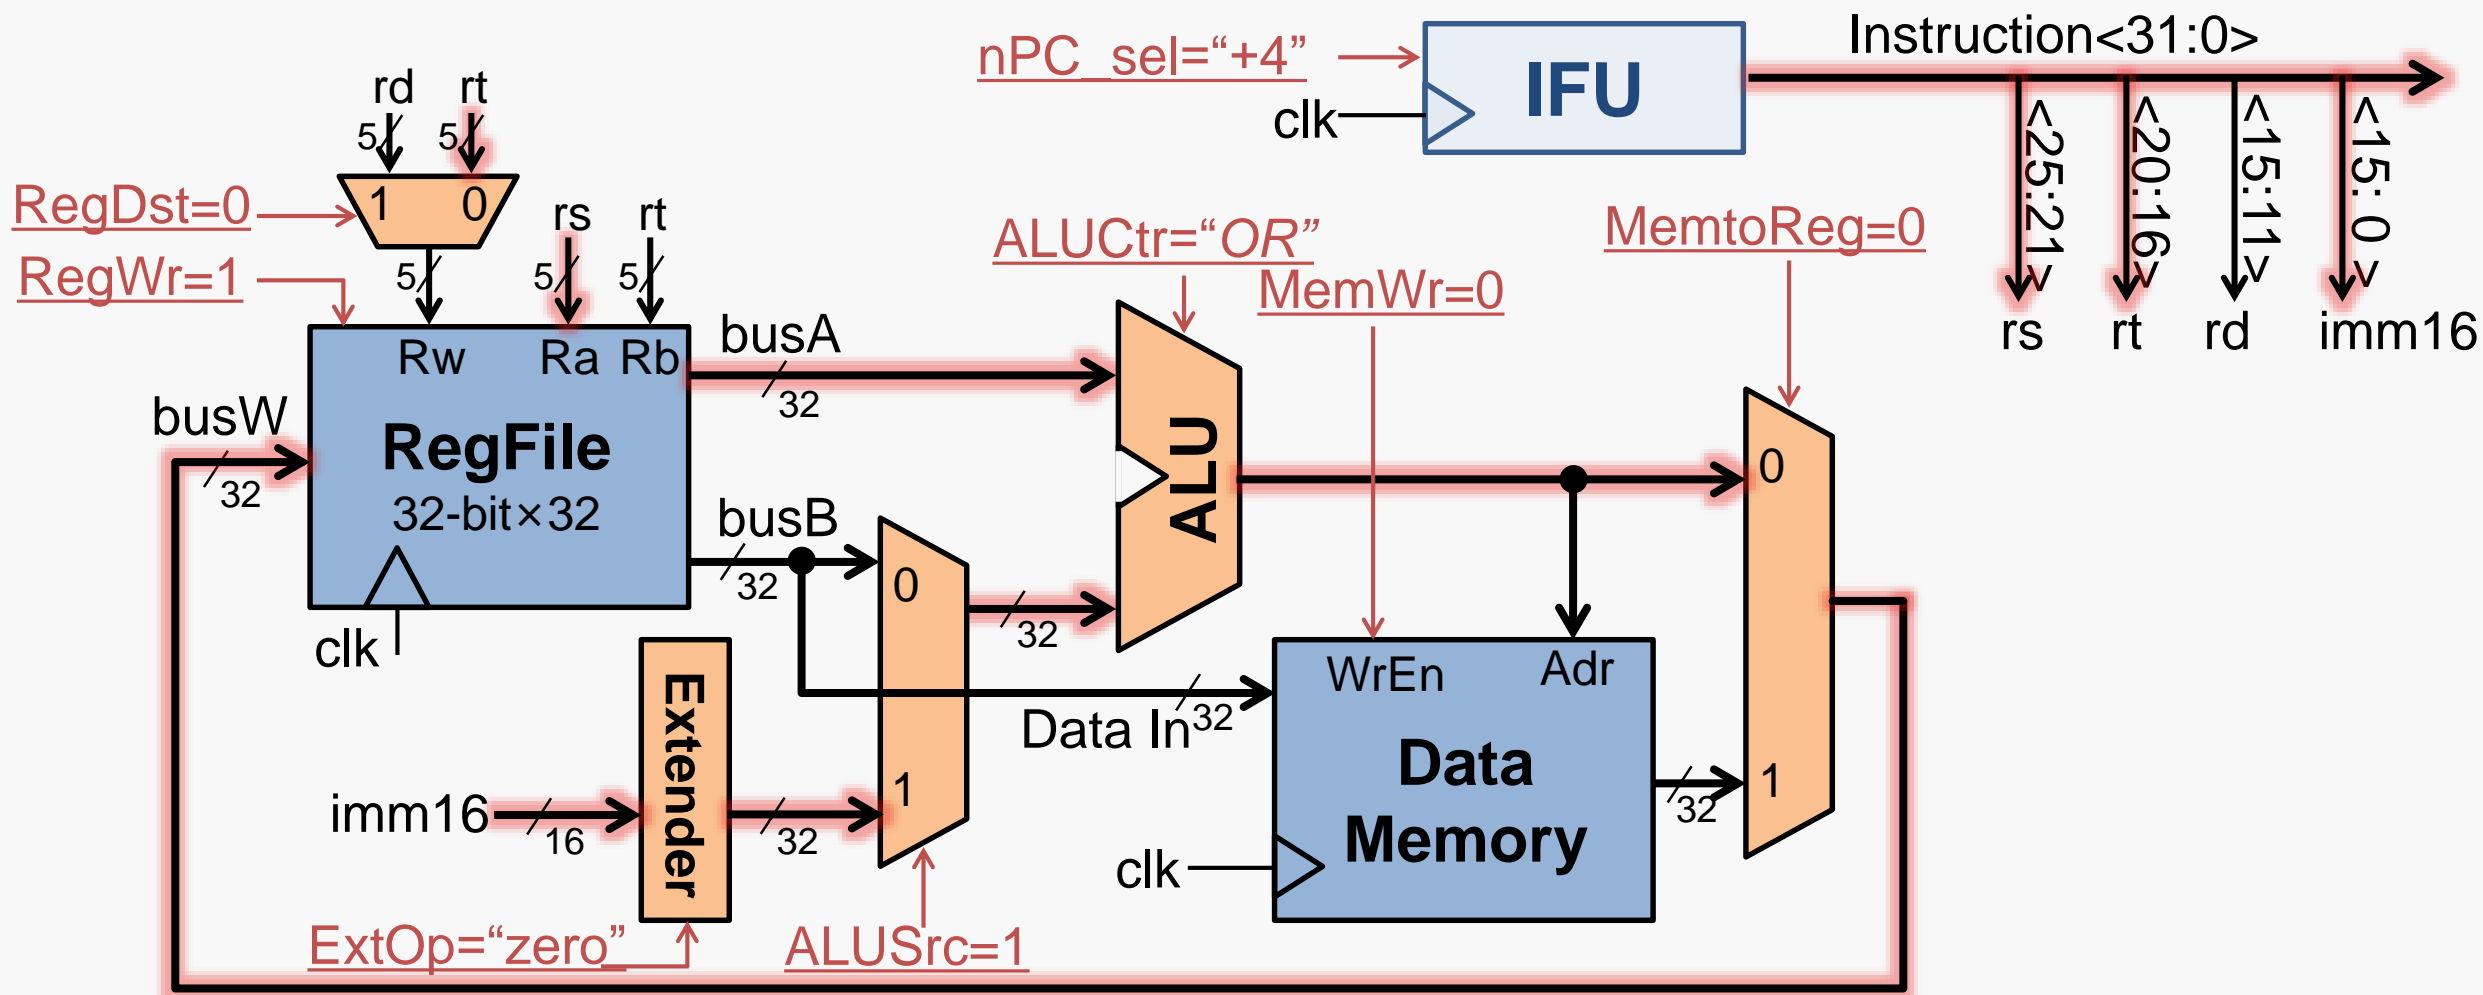 nPC_sel="+4"
clk
IFU
Instruction<31:0>
<25:21>
<20:16>
<15:11>
<15: 0 >
rs
rt
rd
imm16
rd
rt
5
5
1
0
RegDst=0
RegWr=1
5
rs
rt
5
5
Rw
Ra
Rb
RegFile
32-bit×32
clk
busW
32
busA
32
busB
32
0
1
32
ALUCtr="OR"
ALU
MemWr=0
MemtoReg=0
imm16
16
Extender
32
ExtOp="zero"
ALUSrc=1
Data In
32
WrEn
Adr
Data
Memory
clk
32
0
1